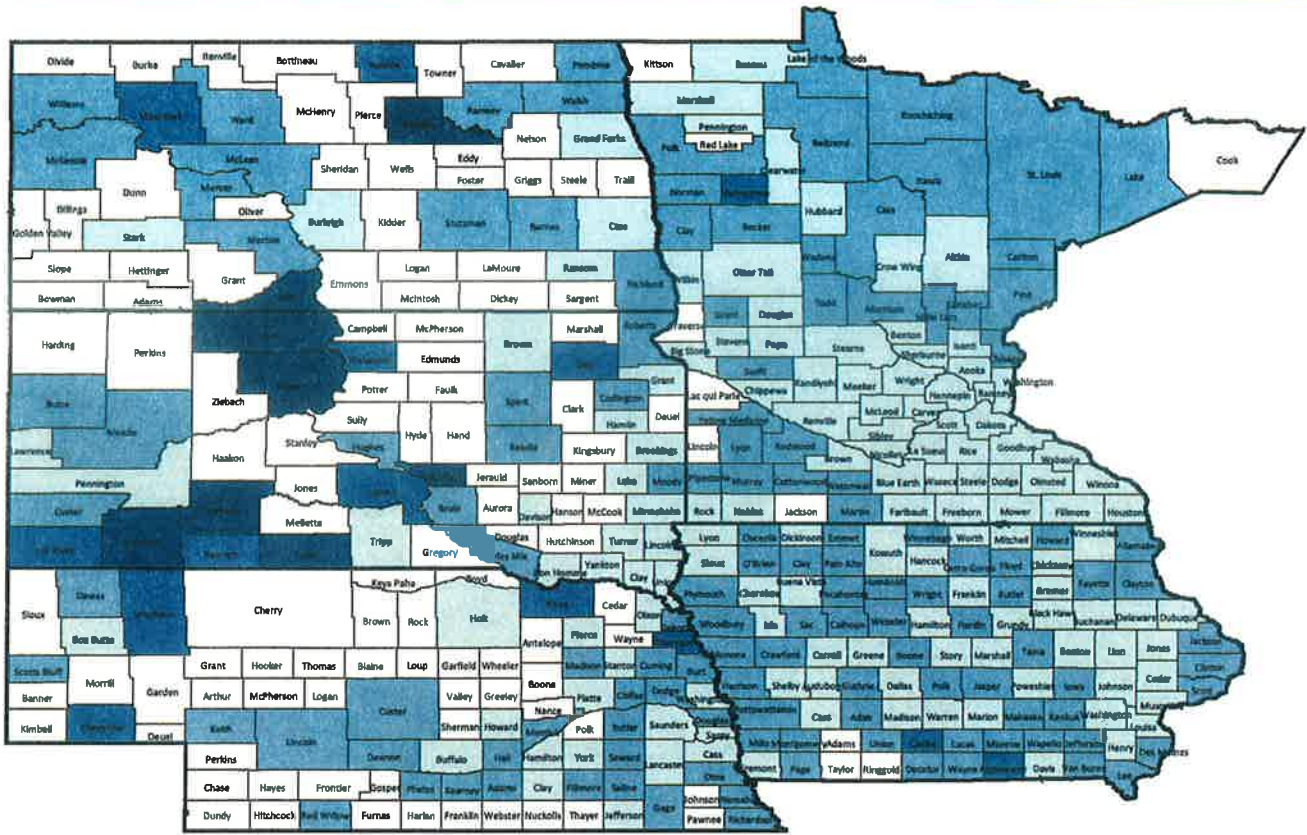 Divide
Burke
Renville
Bottineau
Towner
Cavalier
Pembina
Kittson
Roseau
Lake of the Woods
Williams
Ward
McHenry
Pierce
Ramsey
Walsh
Marshall
Koochiching
Pennington
Red Lake
Nelson
Grand Forks
Polk
Beltrami
Cook
McKenzie
McLean
Sheridan
Wells
Eddy
Foster
Griggs
Steele
Traill
Clearwater
Itasca
St. Louis
Lake
Dunn
Mercer
Oliver
Norman
Hubbard
Cass
Billings
Golden Valley
Stark
Morton
Burleigh
Kidder
Stutsman
Barnes
Cass
Clay
Becker
Wadena
Crow Wing
Aitkin
Carlton
Slope
Hettinger
Grant
Emmons
Logan
LaMoure
Ransom
Richland
Wilkin
Otter Tail
Pine
Bowman
Adams
McIntosh
Dickey
Sargent
Grant
Douglas
Todd
Morrison
Mille Lacs
Harding
Perkins
Campbell
McPherson
Brown
Marshall
Roberts
Traverse
Stevens
Pope
Stearns
Benton
Isanti
Edmunds
Day
Big Stone
Sherburne
Anoka
Washington
Butte
Meade
Ziebach
Potter
Faulk
Spink
Clark
Codington
Grant
Swift
Chippewa
Kandiyohi
Meeker
Wright
Hennepin
Ramsey
Hamlin
Deuel
Lac qui Parle
Yellow Medicine
Renville
McLeod
Carver
Scott
Dakota
Sully
Hyde
Hand
Sibley
Lawrence
Haakon
Stanley
Hughes
Beadle
Kingsbury
Brookings
Lincoln
Lyon
Redwood
Brown
Nicollet
Le Sueur
Rice
Goodhue
Wabasha
Pennington
Jones
Jerauld
Sanborn
Miner
Lake
Moody
Pipestone
Murray
Cottonwood
Watonwan
Blue Earth
Waseca
Steele
Dodge
Olmsted
Winona
Custer
Mellette
Brule
Aurora
Davison
Hanson
McCook
Minnehaha
Rock
Nobles
Jackson
Martin
Faribault
Freeborn
Mower
Fillmore
Houston
Tripp
Gregory
Douglas
Hutchinson
Turner
Lincoln
Lyon
Osceola
Dickinson
Emmet
Winnebago
Worth
Mitchell
Howard
Winneshiek
Allamakee
Yankton
Clay
Sioux
O'Brien
Clay
Palo Alto
Kossuth
Hancock
Cerro Gordo
Floyd
Chickasaw
Sioux
Dawes
Cherry
Keya Paha
Boyd
Plymouth
Cherokee
Buena Vista
Pocahontas
Humboldt
Wright
Franklin
Butler
Bremer
Fayette
Clayton
Box Butte
Brown
Rock
Holt
Cedar
Woodbury
Ida
Sac
Calhoun
Webster
Hamilton
Hardin
Grundy
Black Hawk
Buchanan
Delaware
Dubuque
Antelope
Pierce
Wayne
Scotts Bluff
Morrill
Garden
Grant
Hooker
Thomas
Blaine
Loup
Garfield
Wheeler
Madison
Stanton
Cuming
Burt
Monona
Crawford
Carroll
Greene
Boone
Story
Marshall
Tama
Benton
Linn
Jones
Jackson
Clinton
Banner
Arthur
McPherson
Logan
Valley
Greeley
Boone
Nance
Platte
Colfax
Dodge
Washington
Harrison
Shelby
Audubon
Guthrie
Dallas
Polk
Jasper
Poweshiek
Iowa
Johnson
Cedar
Scott
Kimball
Deuel
Keith
Lincoln
Custer
Sherman
Howard
Polk
Butler
Saunders
Douglas
Sarpy
Pottawattamie
Cass
Adair
Madison
Warren
Marion
Mahaska
Keokuk
Washington
Perkins
Dawson
Buffalo
Hall
Hamilton
York
Seward
Lancaster
Cass
Otoe
Mills
Montgomery
Adams
Union
Clarke
Lucas
Monroe
Wapello
Jefferson
Henry
Des Moines
Chase
Hayes
Frontier
Gosper
Phelps
Kearney
Adams
Clay
Fillmore
Saline
Fremont
Page
Taylor
Ringgold
Decatur
Wayne
Davis
Van Buren
Lee
Dundy
Hitchcock
Red Willow
Furnas
Harlan
Franklin
Webster
Nuckolls
Thayer
Jefferson
Gage
Johnson
Pawnee
Richardson